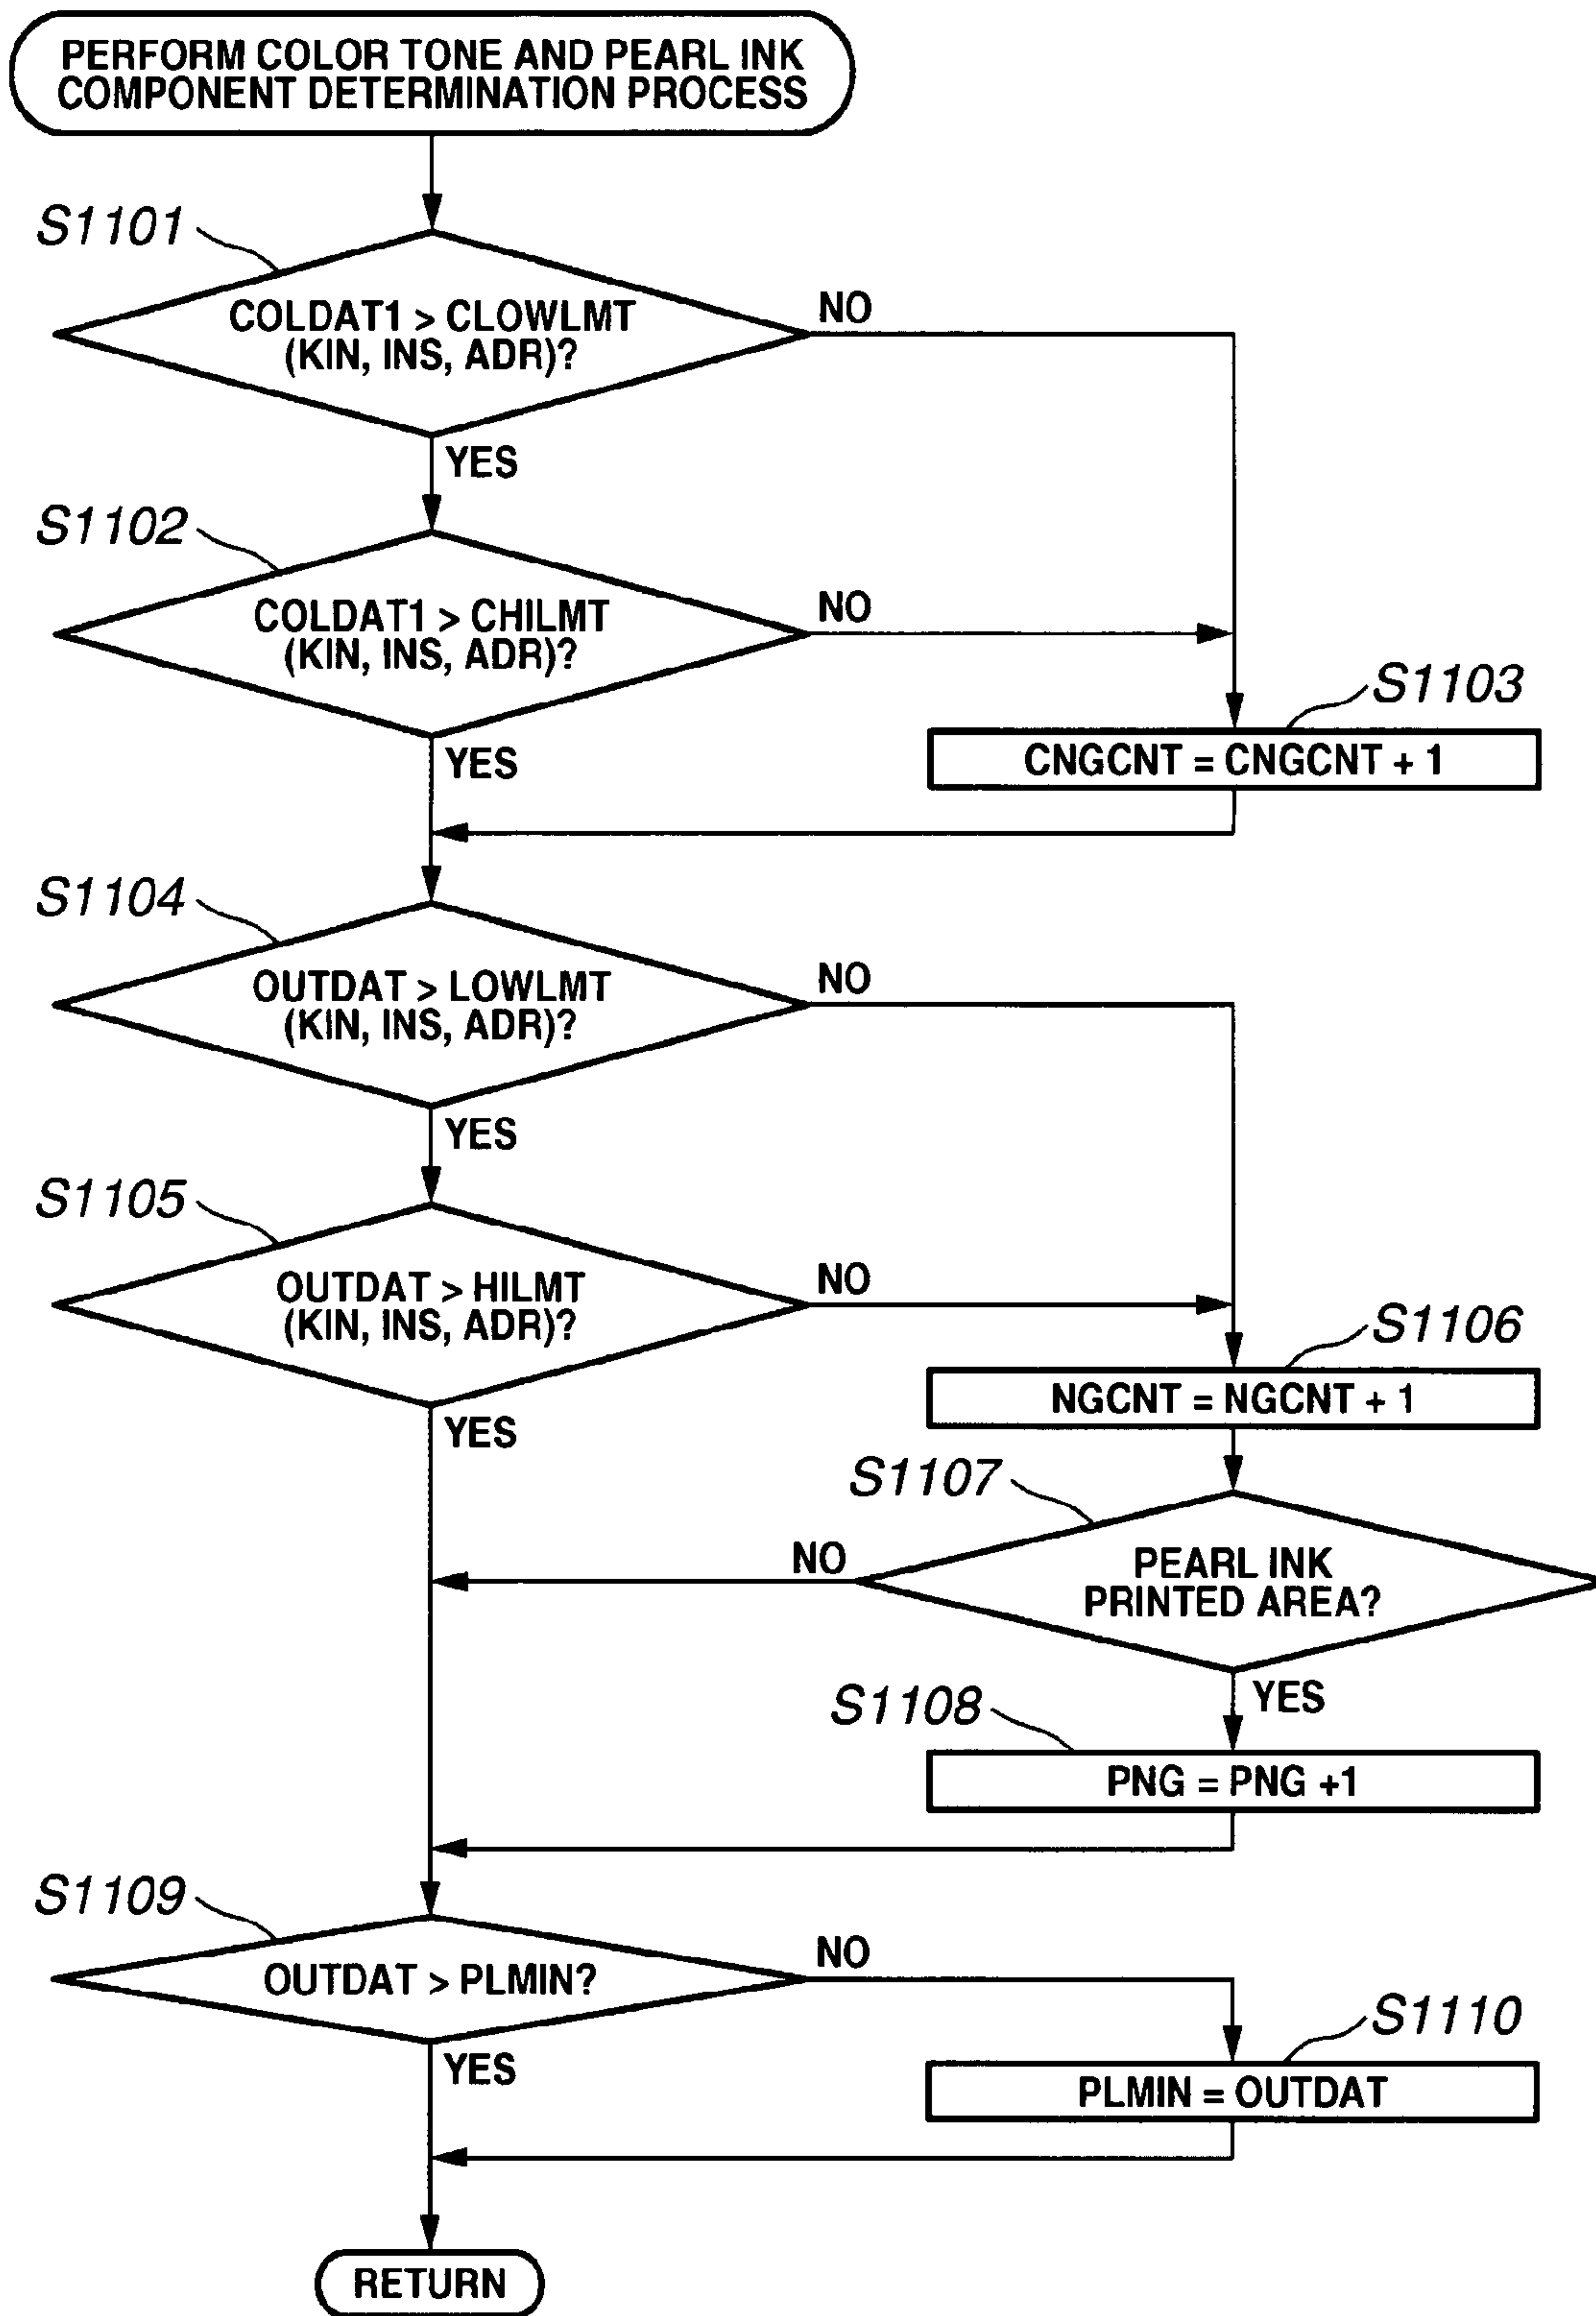 PERFORM COLOR TONE AND PEARL INK
COMPONENT DETERMINATION PROCESS
S1101
COLDAT1 > CLOWLMT
(KIN, INS, ADR)?
NO
YES
S1102
COLDAT1 > CHILMT
(KIN, INS, ADR)?
NO
YES
S1103
CNGCNT = CNGCNT + 1
S1104
OUTDAT > LOWLMT
(KIN, INS, ADR)?
NO
YES
S1105
OUTDAT > HILMT
(KIN, INS, ADR)?
NO
YES
S1106
NGCNT = NGCNT + 1
S1107
PEARL INK
PRINTED AREA?
NO
YES
S1108
PNG = PNG +1
S1109
OUTDAT > PLMIN?
NO
YES
S1110
PLMIN = OUTDAT
RETURN